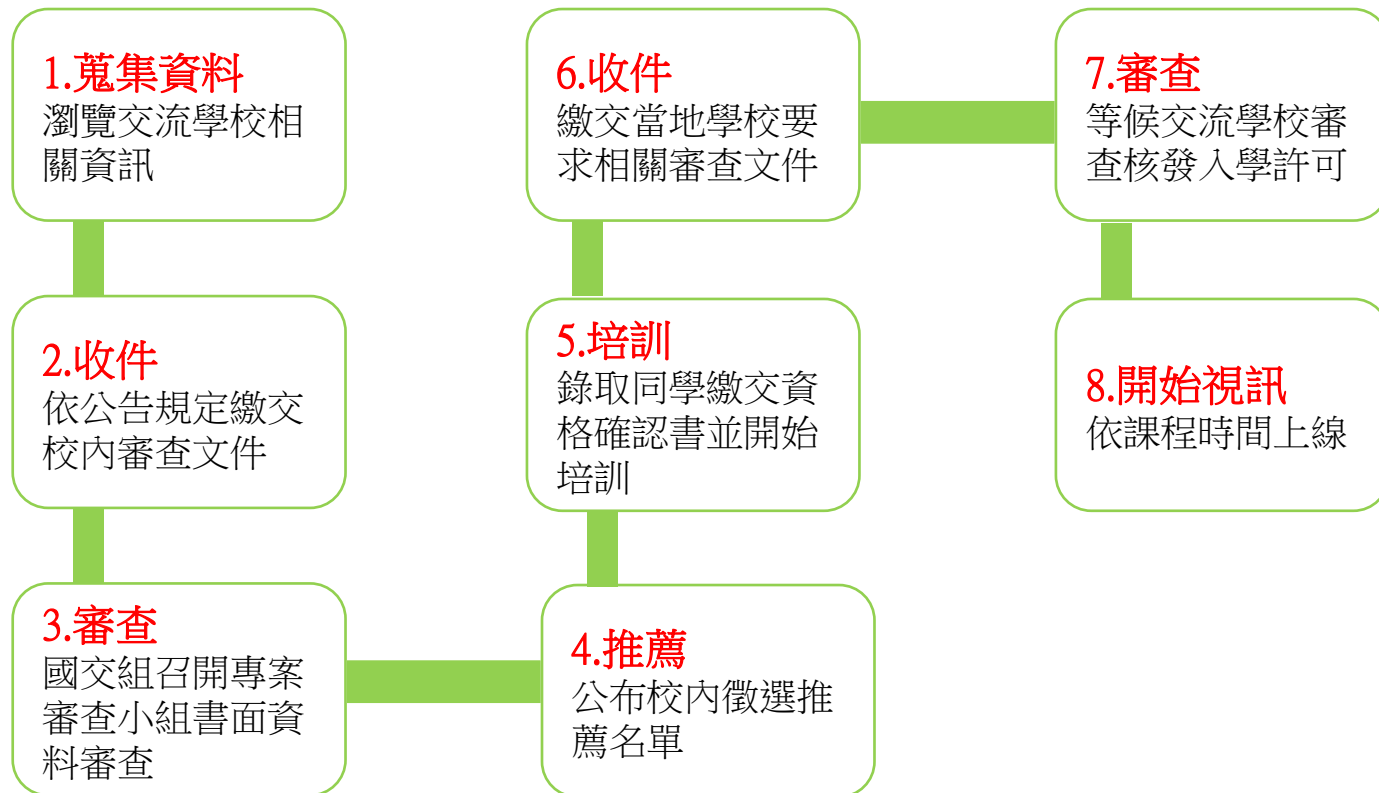 1.蒐集資料
瀏覽交流學校相
關資訊
2.收件
依公告規定繳交
校內審查文件
3.審查
國交組召開專案
審查小組書面資
料審查
4.推薦
公布校內徵選推
薦名單
5.培訓
錄取同學繳交資
格確認書並開始
培訓
6.收件
繳交當地學校要
求相關審查文件
7.審查
等候交流學校審
查核發入學許可
8.開始視訊
依課程時間上線